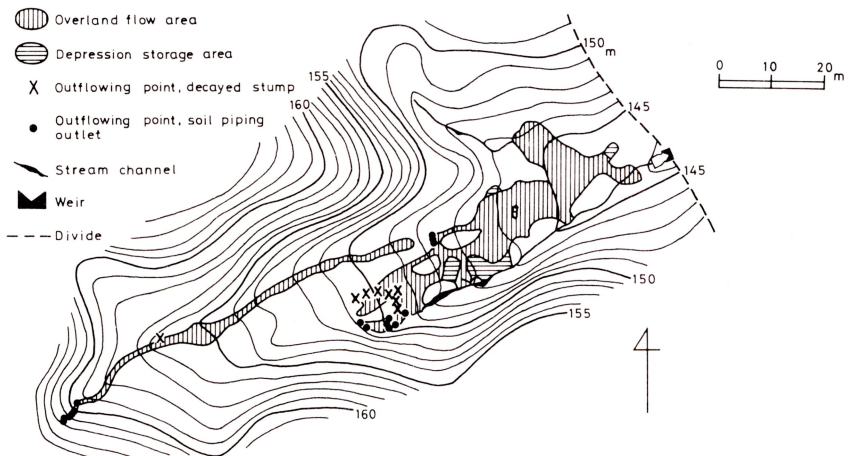 Overland flow area
Depression storage area
Outflowing point, decayed stump
Outflowing point, soil piping
outlet
Stream channel
Weir
Divide
155
160
150
m
145
145
0 10 20
m
150
155
160